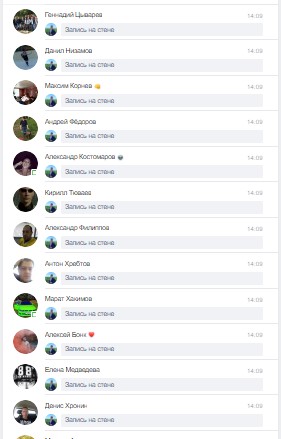 Геннадий Цыварев 14:09
Запись на стене
Данил Низамов 14:09
Запись на стене
Максим Корнев 14:09
Запись на стене
Андрей Фёдоров 14:09
Запись на стене
Александр Костомаров 14:09
Запись на стене
Кирилл Тюваев 14:09
Запись на стене
Александр Филиппов 14:09
Запись на стене
Антон Хребтов 14:09
Запись на стене
Марат Хакимов 14:09
Запись на стене
Алексей Бонк 14:09
Запись на стене
Елена Медведева 14:09
Запись на стене
Денис Хронин 14:09
Запись на стене